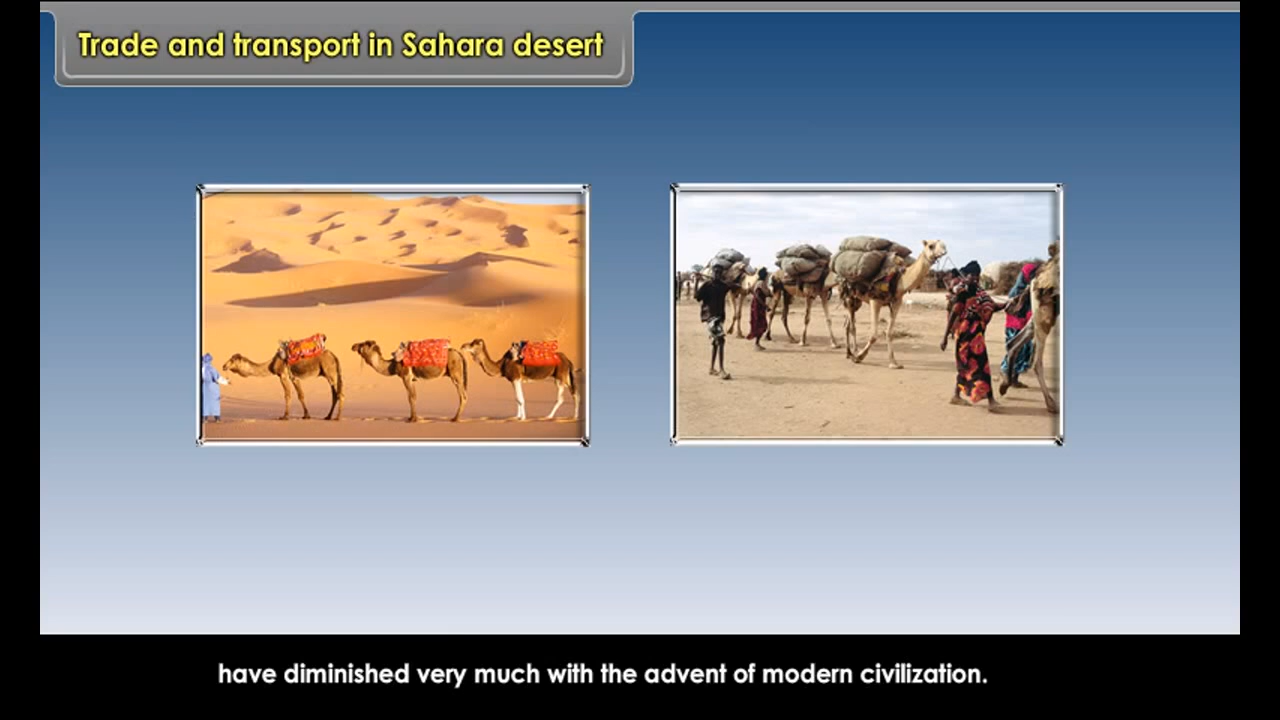 Trade and transport in Sahara desert
have diminished very much with the advent of modern civilization.